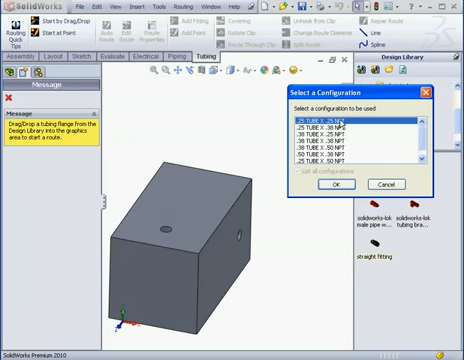 SolidWorks
File Edit View Insert Tools Routing Window Help
Routing Quick Tips
Start by Drag/Drop
Start at Point
Auto Route
Edit Route
Route Properties
Add Fitting
Rotate Clip
Route Through Clip
Covering
Unhook from Clip
Change Route Diameter
Split Route
Repair Route
Line
Spline
Assembly Layout Sketch Evaluate Electrical Piping Tubing
Design Library
Message
Message
Drag/Drop a tubing flange from the Design Library into the graphics area to start a route.
Select a Configuration
Select a configuration to be used
.25 TUBE X .25 NPT
.25 TUBE X .38 NPT
.38 TUBE X .25 NPT
.38 TUBE X .38 NPT
.38 TUBE X .50 NPT
.50 TUBE X .38 NPT
.25 TUBE X .50 NPT
List all configurations
OK Cancel
solidworks-lok male pipe w...
solidworks-lok tubing bra...
straight fitting
SolidWorks Premium 2010